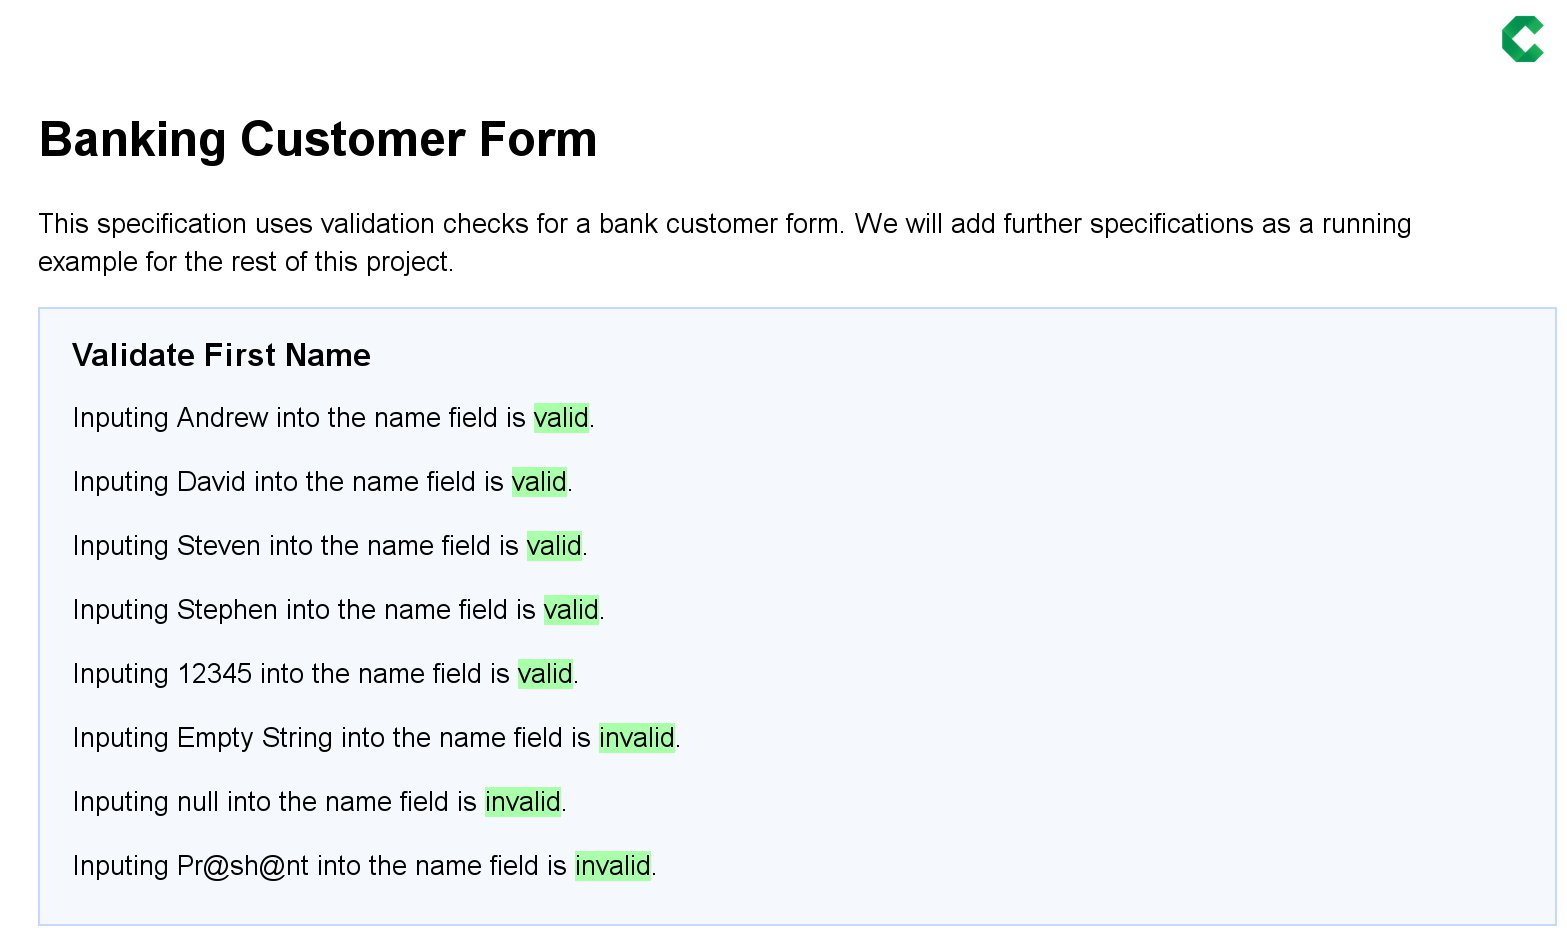 Banking Customer Form
This specification uses validation checks for a bank customer form. We will add further specifications as a running
example for the rest of this project.
Validate First Name
Inputing Andrew into the name field is valid.
Inputing David into the name field is valid.
Inputing Steven into the name field is valid.
Inputing Stephen into the name field is valid.
Inputing 12345 into the name field is valid.
Inputing Empty String into the name field is invalid.
Inputing null into the name field is invalid.
Inputing Pr@sh@nt into the name field is invalid.